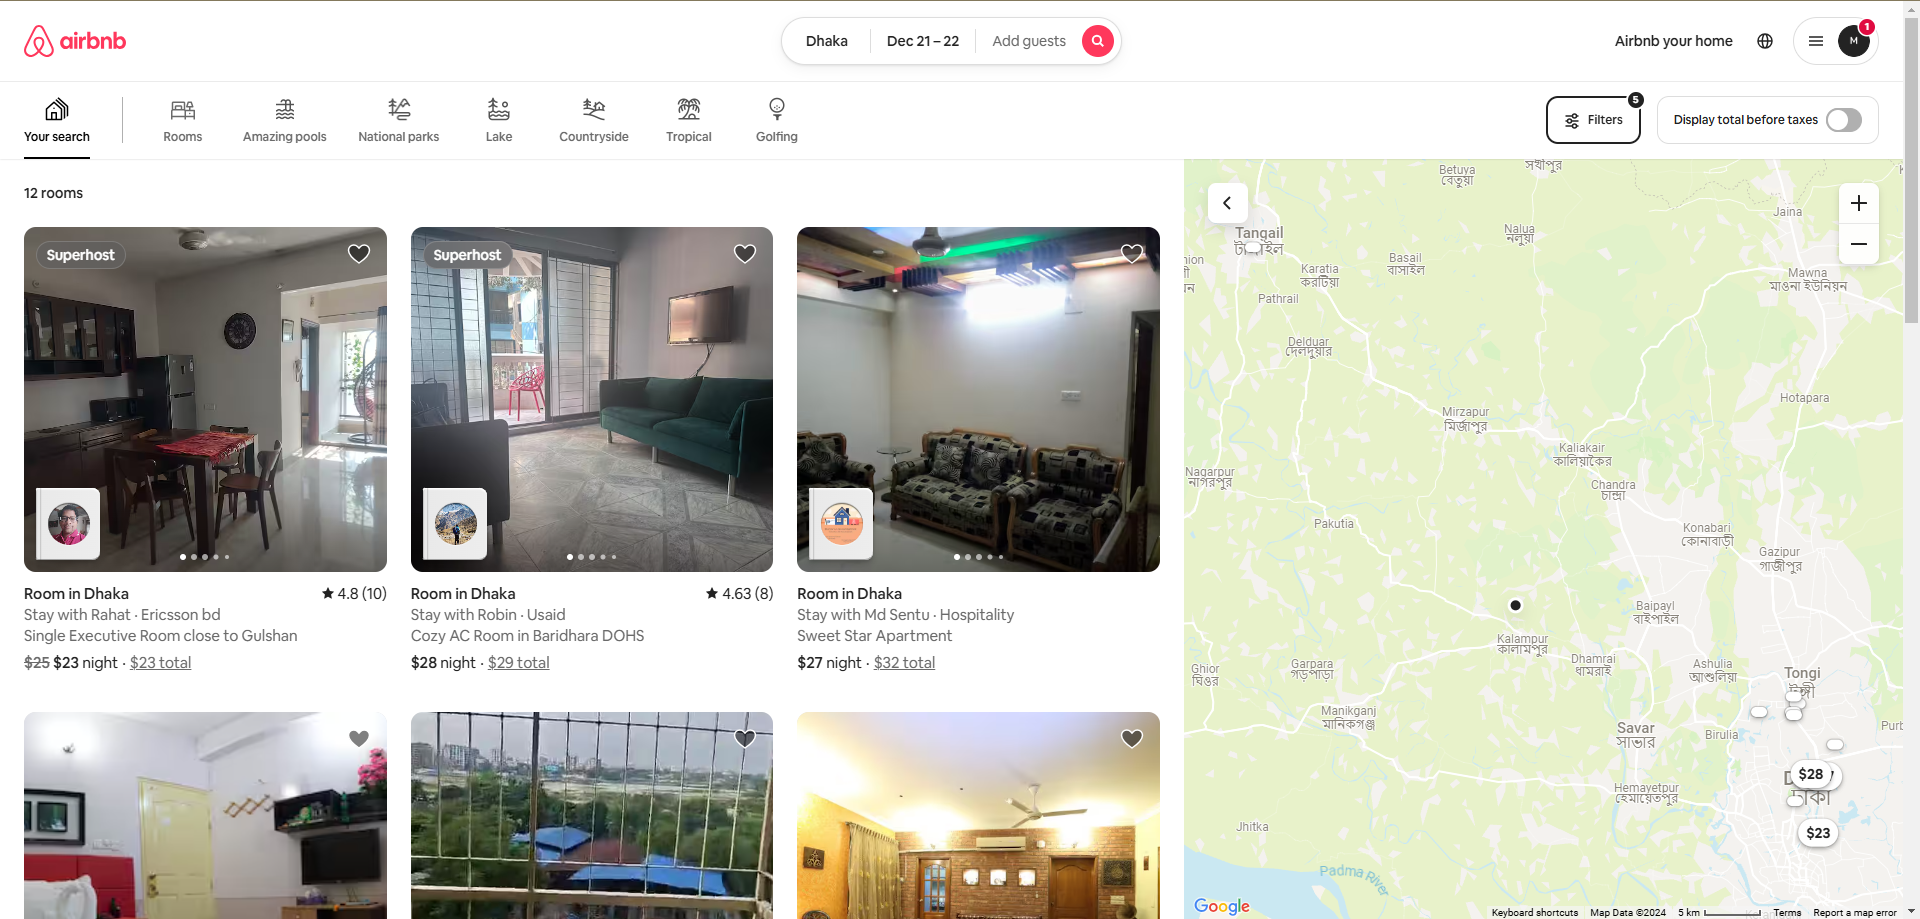 airbnb
Dhaka
Dec 21 – 22
Add guests
Airbnb your home
M
1
Your search
Rooms
Amazing pools
National parks
Lake
Countryside
Tropical
Golfing
Filters
5
Display total before taxes
12 rooms
Superhost
Room in Dhaka
4.8 (10)
Stay with Rahat · Ericsson bd
Single Executive Room close to Gulshan
$25 $23 night · $23 total
Superhost
Room in Dhaka
4.63 (8)
Stay with Robin · Usaid
Cozy AC Room in Baridhara DOHS
$28 night · $29 total
Room in Dhaka
Stay with Md Sentu · Hospitality
Sweet Star Apartment
$27 night · $32 total
Betuya
বেতুয়া
সখীপুর
Jaina
Tangail
Nalua
নলুয়া
Karatia
করটিয়া
Basail
বাসাইল
Mawna
মাওনা ইউনিয়ন
Pathrail
Delduar
দেলদুয়ার
Hotapara
Mirzapur
মির্জাপুর
Kaliakair
কালিয়াকৈর
Nagarpur
নাগরপুর
Chandra
চান্দ্রা
Pakutia
Konabari
কোনাবাড়ী
Gazipur
গাজীপুর
Baipayl
বাইপাইল
Kalampur
কালামপুর
Dhamrai
ধামরাই
Ashulia
আশুলিয়া
Tongi
টঙ্গী
Ghior
ঘিওর
Garpara
গড়পাড়া
Manikganj
মানিকগঞ্জ
Savar
সাভার
Birulia
Purb
$28
ঢাকা
Hemayetpur
হেমায়েতপুর
$23
Jhitka
Padma River
Google
Keyboard shortcuts
Map Data ©2024
5 km
Terms
Report a map error